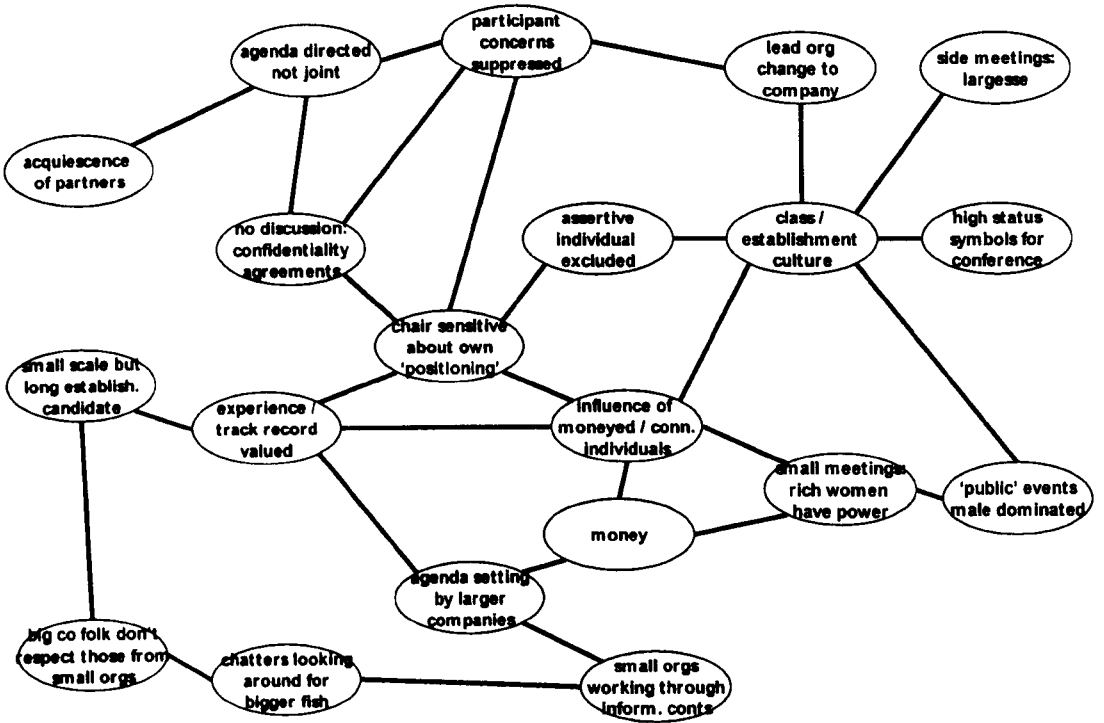 participant
concerns
suppressed
agenda directed
not joint
lead org
change to
company
side meetings:
largesse
acquiescence
of partners
no discussion:
confidentiality
agreements
assertive
individual
excluded
class /
establishment
culture
high status
symbols for
conference
chair sensitive
about own
'positioning'
small scale but
long establish.
candidate
experience /
track record
valued
influence of
moneyed / conn.
individuals
small meetings:
rich women
have power
'public' events
male dominated
money
agenda setting
by larger
companies
big co folk don't
respect those from
small orgs
chatters looking
around for
bigger fish
small orgs
working through
inform. conts